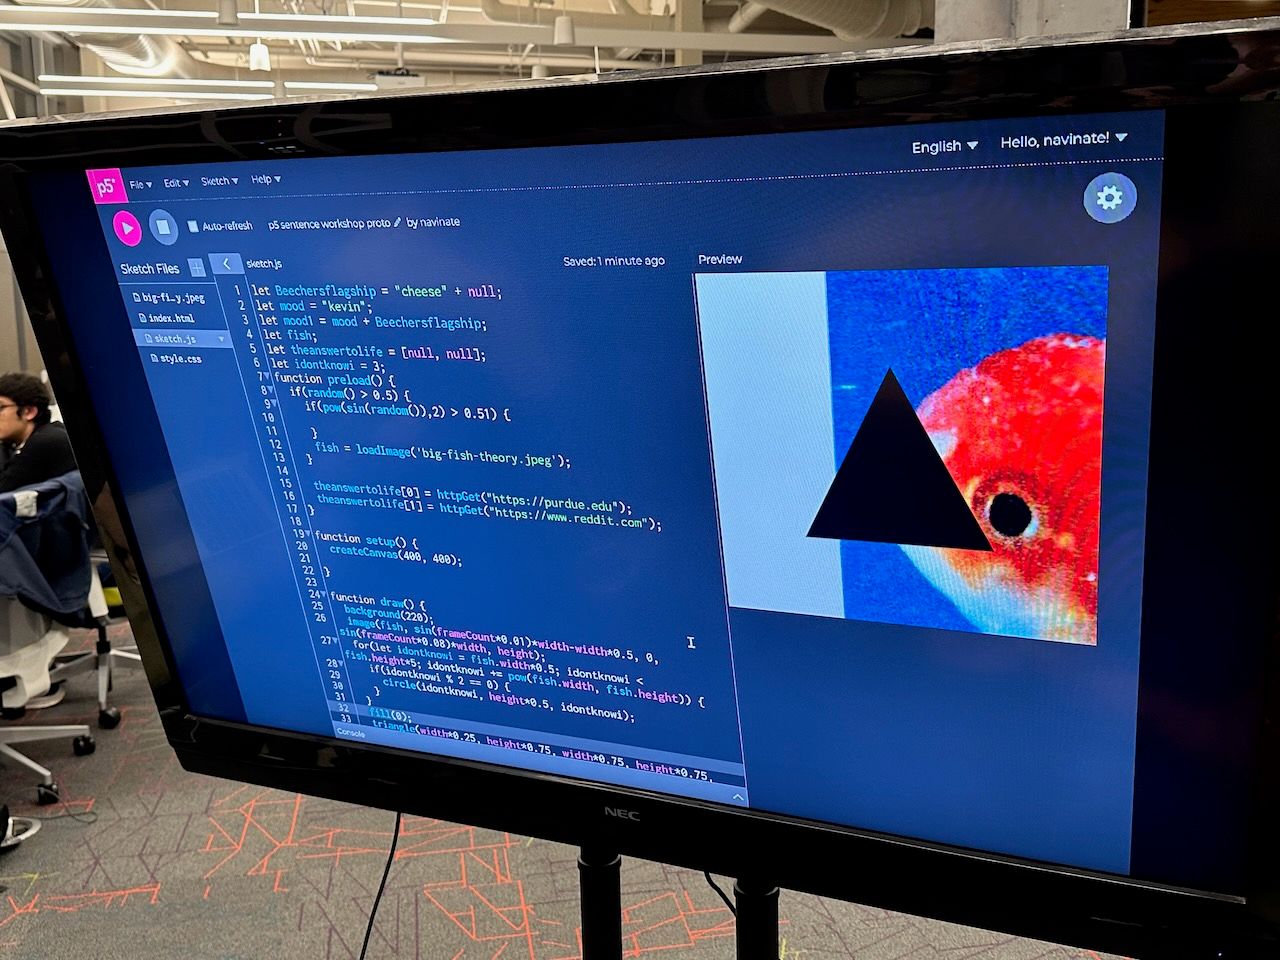 English ▼ Hello, navinate! ▼
p5* File ▼ Edit ▼ Sketch ▼ Help ▼
Auto-refresh p5 sentence workshop proto by navinate
Sketch Files
big-fi…y.jpeg
index.html
sketch.js
style.css
sketch.js Saved: 1 minute ago
1 let Beechersflagship = "cheese" + null;
2 let mood = "kevin";
3 let mood1 = mood + Beechersflagship;
4 let fish;
5 let theanswertolife = [null, null];
6 let idontknowi = 3;
7 function preload() {
8 if(random() > 0.5) {
9 if(pow(sin(random()),2) > 0.51) {
10
11 }
12 fish = loadImage('big-fish-theory.jpeg');
13 }
14
15 theanswertolife[0] = httpGet("https://purdue.edu");
16 theanswertolife[1] = httpGet("https://www.reddit.com");
17 }
18
19 function setup() {
20 createCanvas(400, 400);
21
22 }
23
24 function draw() {
25 background(220);
26 image(fish, sin(frameCount*0.01)*width-width*0.5, 0,
sin(frameCount*0.08)*width, height);
27 for(let idontknowi = fish.width*0.5; idontknowi <
fish.height*5; idontknowi += pow(fish.width, fish.height)) {
28 if(idontknowi % 2 == 0) {
29 circle(idontknowi, height*0.5, idontknowi);
30 }
31 }
32 fill(0);
33 triangle(width*0.25, height*0.75, width*0.75, height*0.75,
Console
Preview
NEC